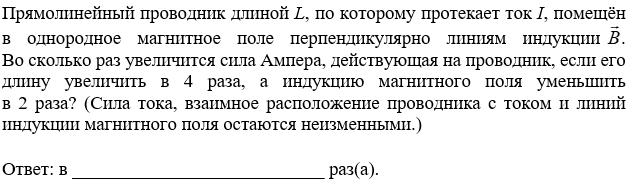 Прямолинейный проводник длиной L, по которому протекает ток I, помещён
в однородное магнитное поле перпендикулярно линиям индукции B⃗.
Во сколько раз увеличится сила Ампера, действующая на проводник, если его
длину увеличить в 4 раза, а индукцию магнитного поля уменьшить
в 2 раза? (Сила тока, взаимное расположение проводника с током и линий
индукции магнитного поля остаются неизменными.)
Ответ: в ___________________________ раз(а).